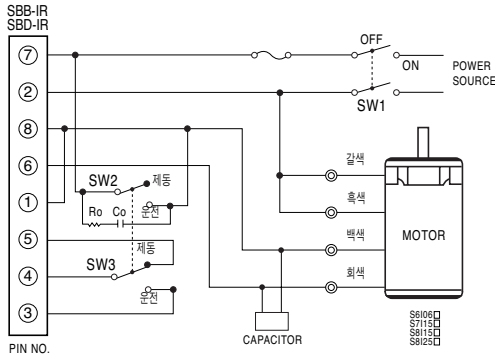 SBB-IR
SBD-IR
7
2
8
6
1
5
4
3
PIN NO.
OFF
ON
POWER
SOURCE
SW1
SW2
제동
운전
Ro
Co
SW3
제동
운전
갈색
흑색
백색
회색
MOTOR
CAPACITOR
S6I06□
S7I15□
S8I15□
S8I25□